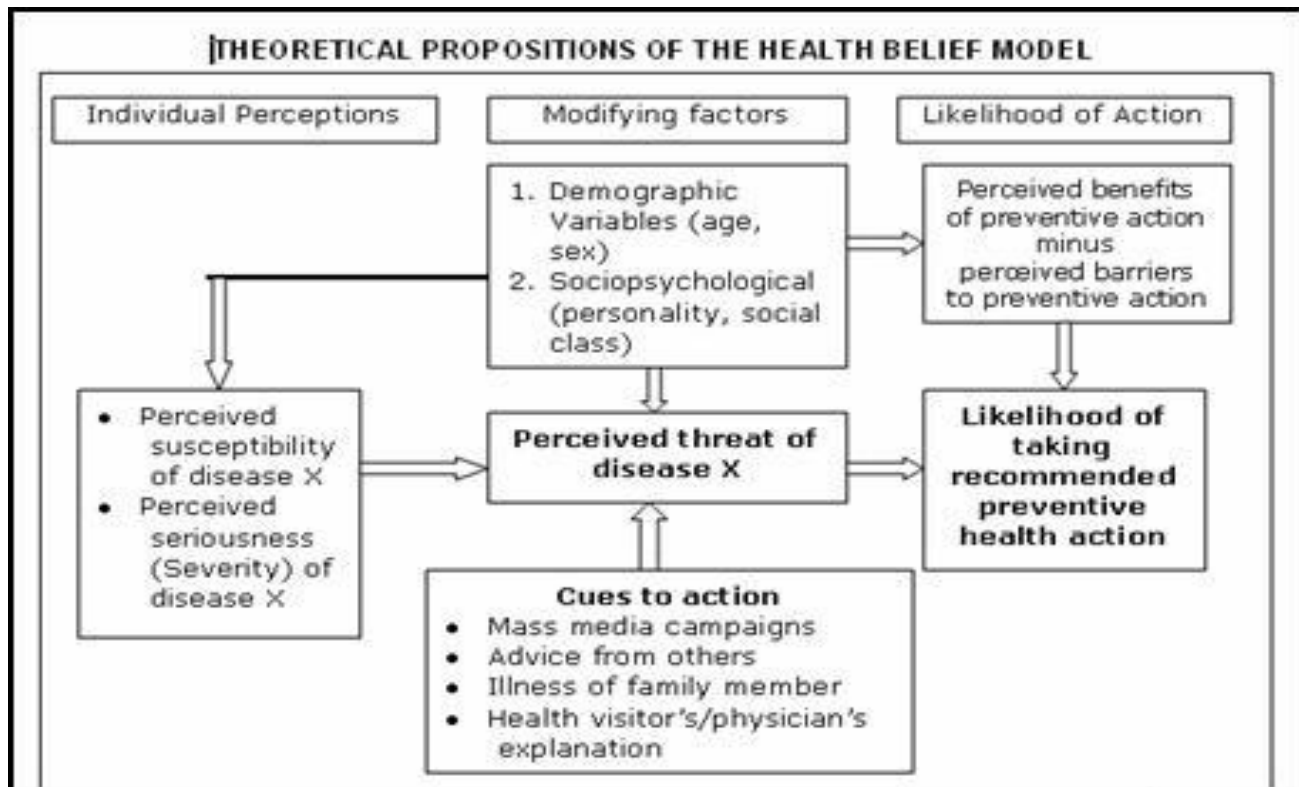 THEORETICAL PROPOSITIONS OF THE HEALTH BELIEF MODEL
Individual Perceptions
Modifying factors
Likelihood of Action
1. Demographic
Variables (age,
sex)
2. Sociopsychological
(personality, social
class)
Perceived benefits
of preventive action
minus
perceived barriers
to preventive action
• Perceived
susceptibility
of disease X
• Perceived
seriousness
(Severity) of
disease X
Perceived threat of
disease X
Likelihood of
taking
recommended
preventive
health action
Cues to action
• Mass media campaigns
• Advice from others
• Illness of family member
• Health visitor's/physician's
explanation